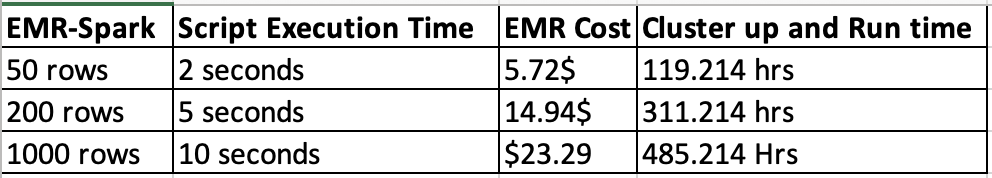 EMR-Spark Script Execution Time EMR Cost Cluster up and Run time
50 rows 2 seconds 5.72$ 119.214 hrs
200 rows 5 seconds 14.94$ 311.214 hrs
1000 rows 10 seconds $23.29 485.214 Hrs